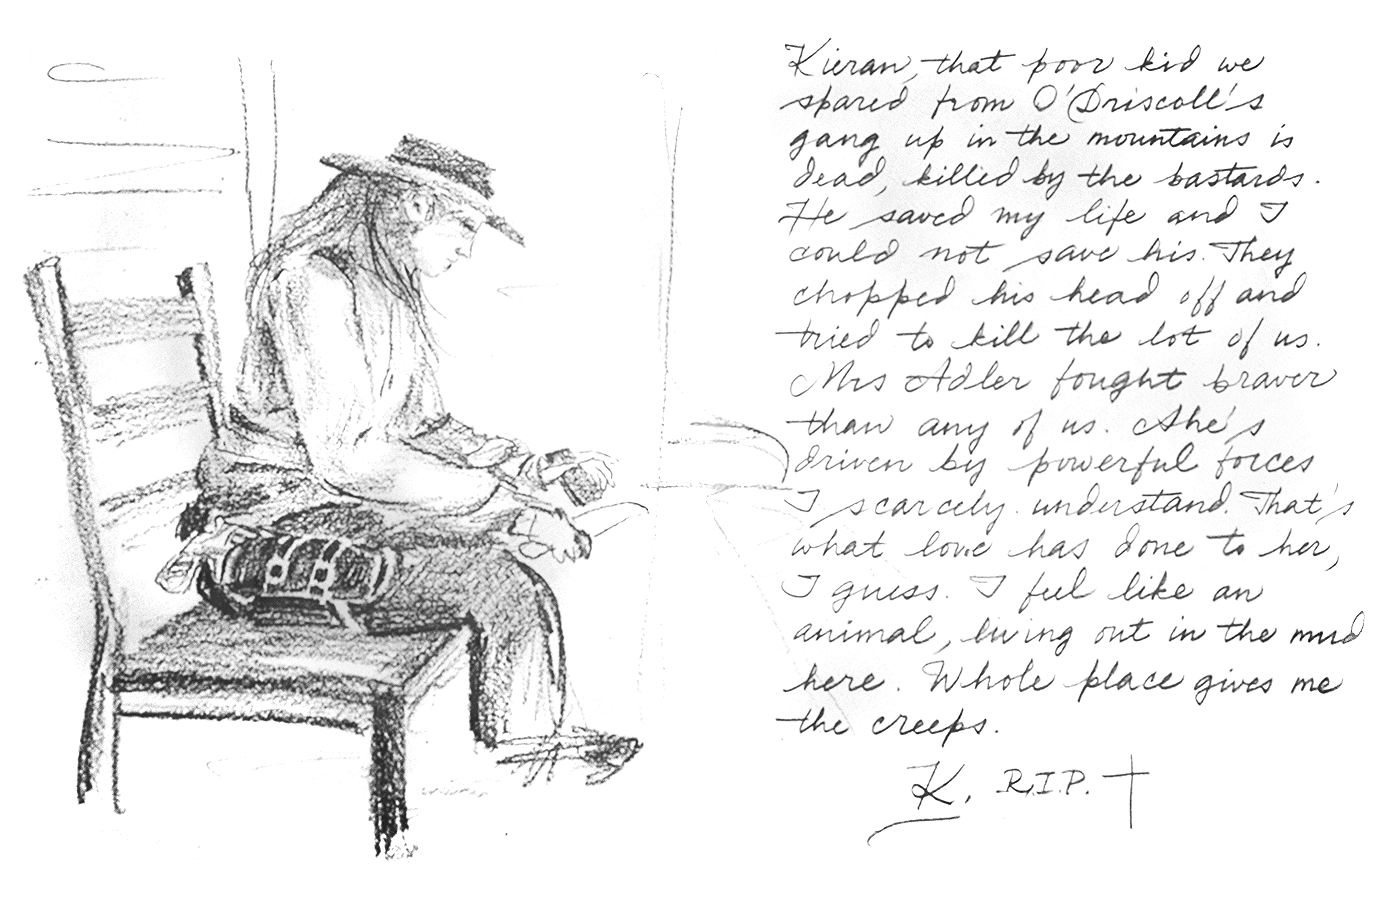 Kieran, that poor kid we
spared from O'Driscoll's
gang up in the mountains is
dead, killed by the bastards.
He saved my life and I
could not save his. They
chopped his head off and
tried to kill the lot of us.
Mrs Adler fought braver
than any of us. She's
driven by powerful forces
I scarcely understand. That's
what love has done to her,
I guess. I feel like an
animal, living out in the mud
here. Whole place gives me
the creeps.
K. R.I.P.